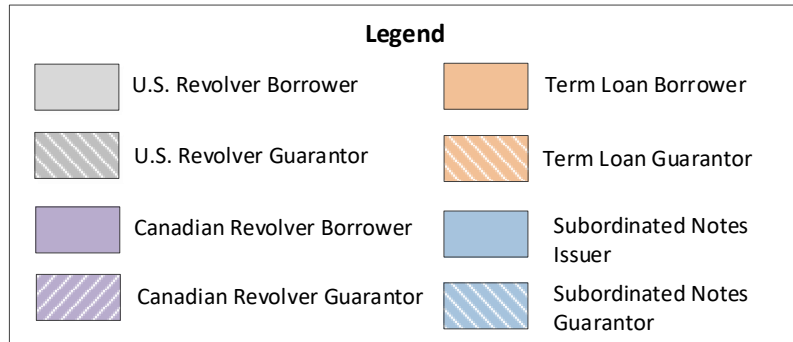 Legend
U.S. Revolver Borrower
Term Loan Borrower
U.S. Revolver Guarantor
Term Loan Guarantor
Canadian Revolver Borrower
Subordinated Notes
Issuer
Canadian Revolver Guarantor
Subordinated Notes
Guarantor